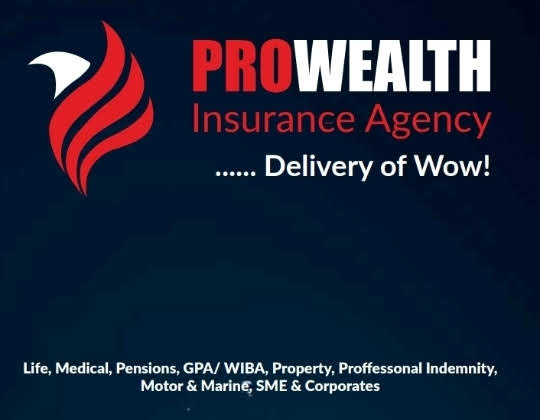 PROWEALTH
Insurance Agency
...... Delivery of Wow!
Life, Medical, Pensions, GPA/ WIBA, Property, Proffessonal Indemnity,
Motor & Marine, SME & Corporates